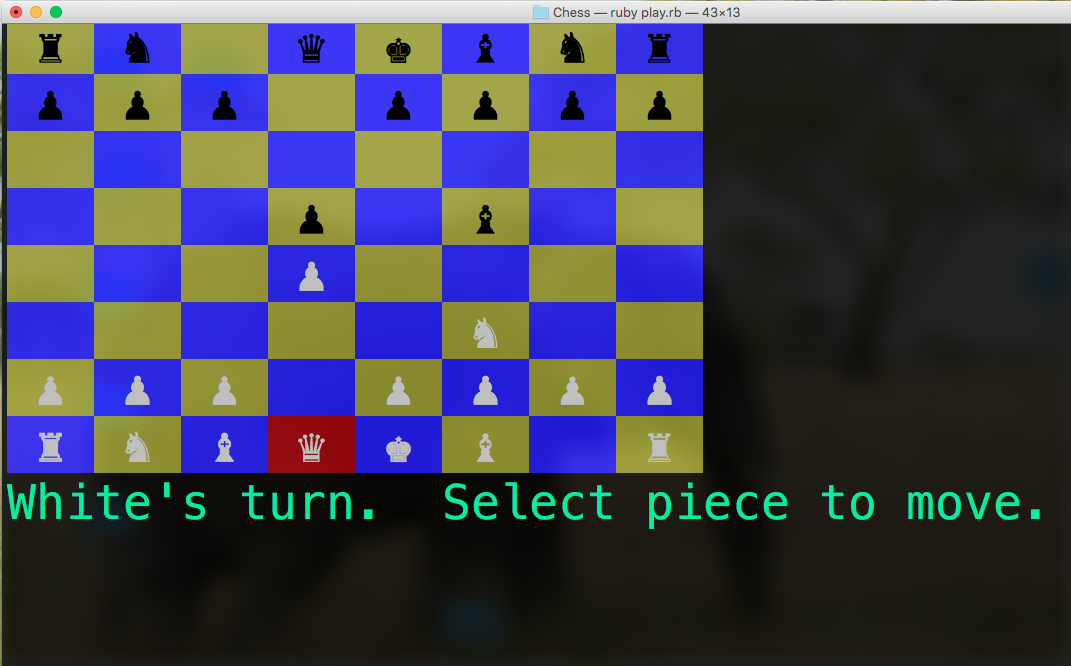 Chess — ruby play.rb — 43×13
White's turn.  Select piece to move.